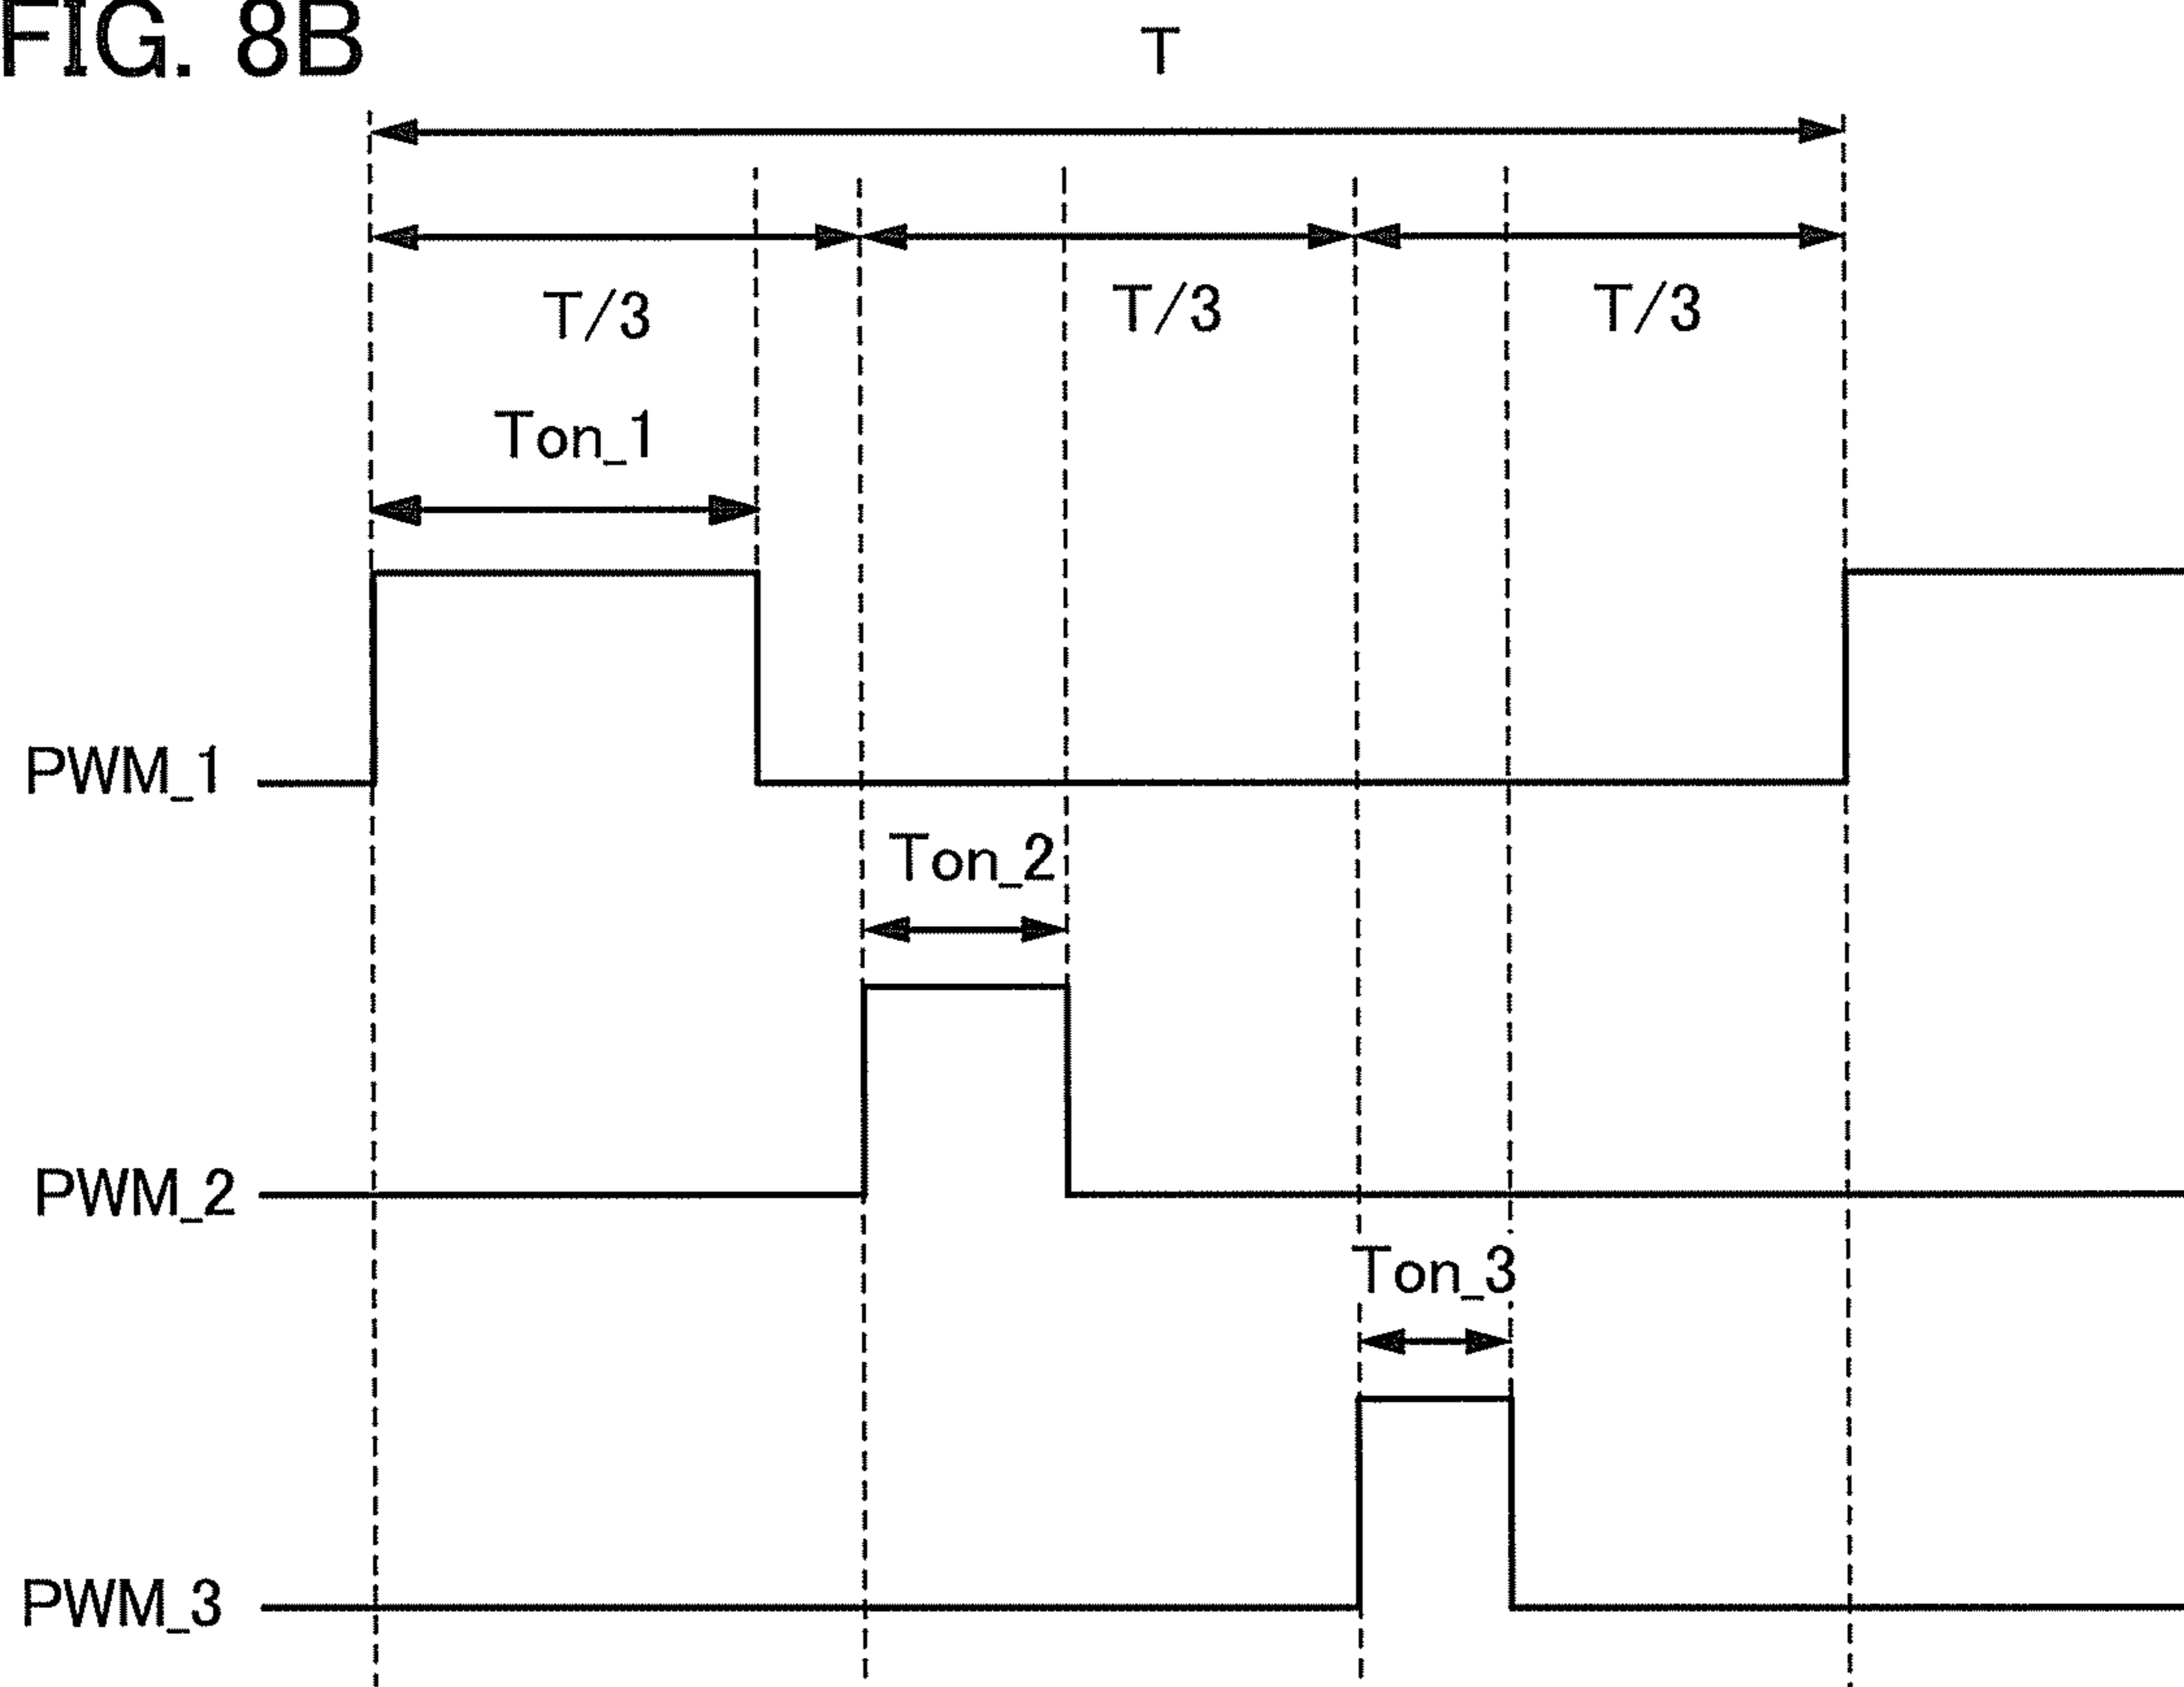 FIG. 8B
T
T/3 T/3 T/3
Ton_1
PWM_1
Ton_2
PWM_2
Ton_3
PWM_3